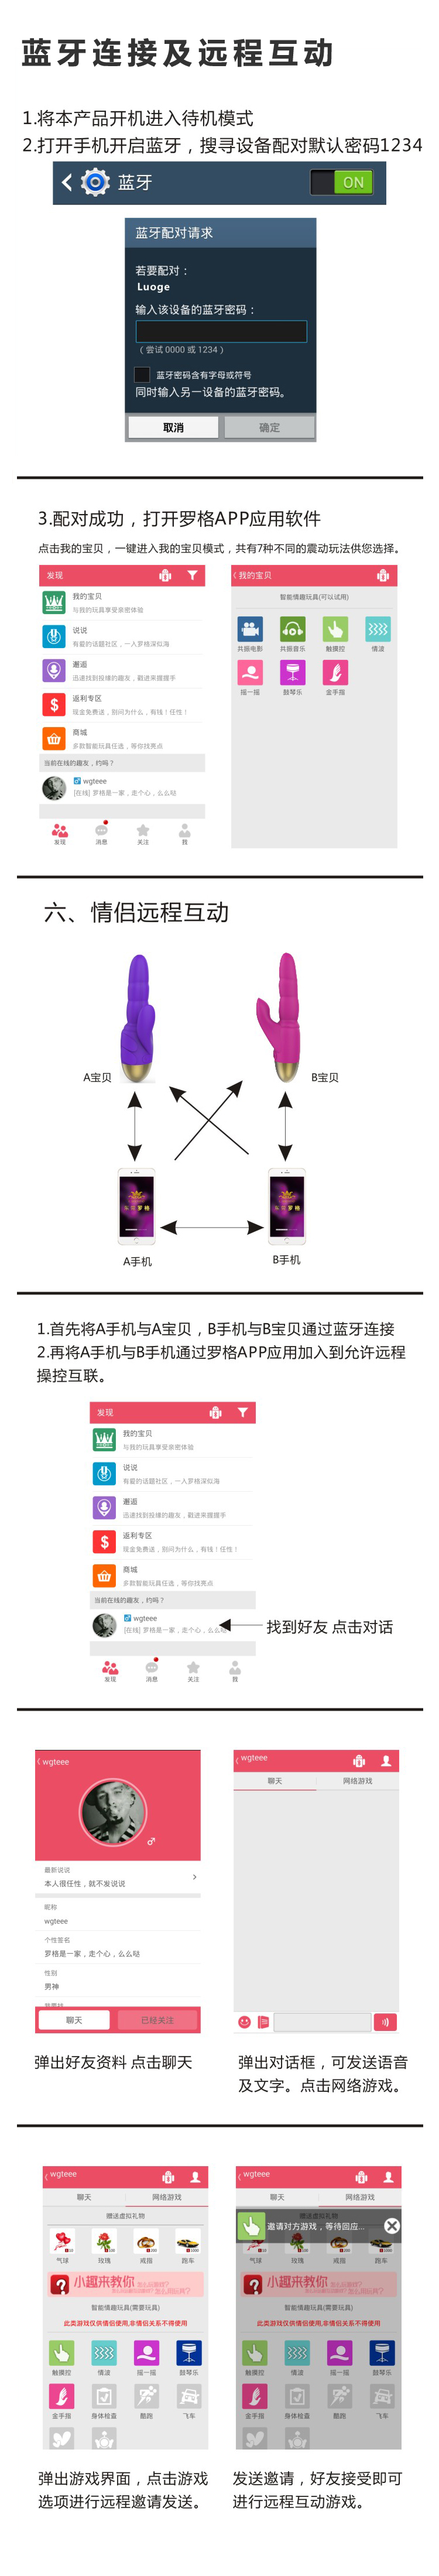 蓝牙连接及远程互动
1.将本产品开机进入待机模式
2.打开手机开启蓝牙，搜寻设备配对默认密码1234
蓝牙
ON
蓝牙配对请求
若要配对：
Luoge
输入该设备的蓝牙密码：
（尝试 0000 或 1234）
蓝牙密码含有字母或符号
同时输入另一设备的蓝牙密码。
取消
确定
3.配对成功，打开罗格APP应用软件
点击我的宝贝，一键进入我的宝贝模式，共有7种不同的震动玩法供您选择。
发现
我的宝贝
与我的玩具享受亲密体验
说说
有爱的话题社区，一入罗格深似海
邂逅
迅速找到投缘的趣友，戳进来握握手
返利专区
现金免费送，别问为什么，有钱！任性！
商城
多款智能玩具任选，等你找亮点
当前在线的趣友，约吗？
wgteee
[在线] 罗格是一家，走个心，么么哒
发现
消息
关注
我
我的宝贝
智能情趣玩具(可以试用)
共振电影
共振音乐
触摸控
情波
摇一摇
鼓琴乐
金手指
六、情侣远程互动
A宝贝
B宝贝
A手机
B手机
1.首先将A手机与A宝贝，B手机与B宝贝通过蓝牙连接
2.再将A手机与B手机通过罗格APP应用加入到允许远程
操控互联。
发现
我的宝贝
与我的玩具享受亲密体验
说说
有爱的话题社区，一入罗格深似海
邂逅
迅速找到投缘的趣友，戳进来握握手
返利专区
现金免费送，别问为什么，有钱！任性！
商城
多款智能玩具任选，等你找亮点
当前在线的趣友，约吗？
wgteee
[在线] 罗格是一家，走个心，么么哒
找到好友 点击对话
发现
消息
关注
我
wgteee
最新说说
本人很任性，就不发说说
昵称
wgteee
个性签名
罗格是一家，走个心，么么哒
性别
男神
聊天
已经关注
弹出好友资料 点击聊天
wgteee
聊天
网络游戏
弹出对话框，可发送语音
及文字。点击网络游戏。
wgteee
聊天
网络游戏
赠送虚拟礼物
气球
玫瑰
戒指
跑车
小趣来教你
智能情趣玩具(需要玩具)
此类游戏仅供情侣使用,非情侣关系不得使用
触摸控
情波
摇一摇
鼓琴乐
金手指
身体检查
酷跑
飞车
弹出游戏界面，点击游戏
选项进行远程邀请发送。
wgteee
聊天
网络游戏
邀请对方游戏，等待回应...
气球
玫瑰
戒指
跑车
小趣来教你
智能情趣玩具(需要玩具)
此类游戏仅供情侣使用,非情侣关系不得使用
触摸控
情波
摇一摇
鼓琴乐
金手指
身体检查
酷跑
飞车
发送邀请，好友接受即可
进行远程互动游戏。